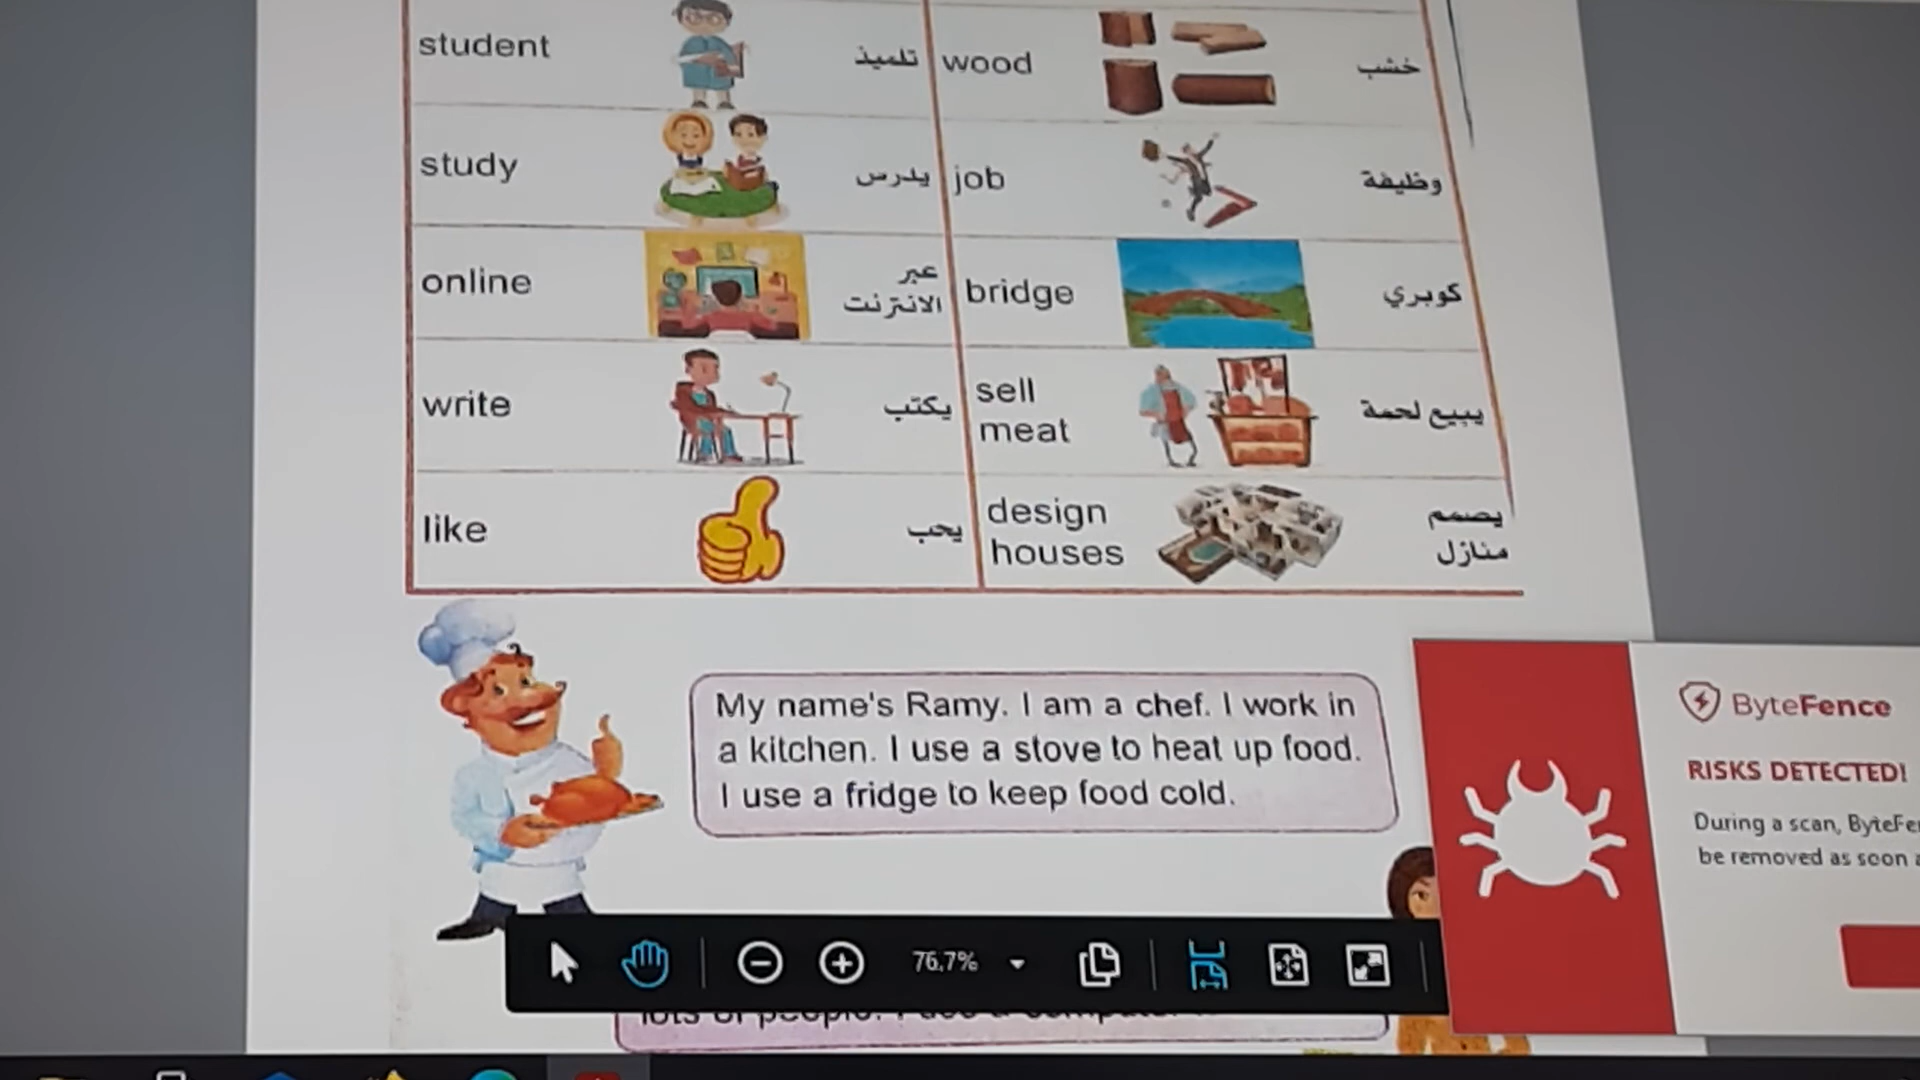 student تلميذ
wood خشب
study يدرس
job وظيفة
online عبر
الانترنت
bridge كوبري
write يكتب
sell
meat يبيع لحمة
like يحب
design يصمم
houses منازل
My name's Ramy. I am a chef. I work in
a kitchen. I use a stove to heat up food.
I use a fridge to keep food cold.
ByteFence
RISKS DETECTED!
During a scan, ByteFe
be removed as soon a
76.7%